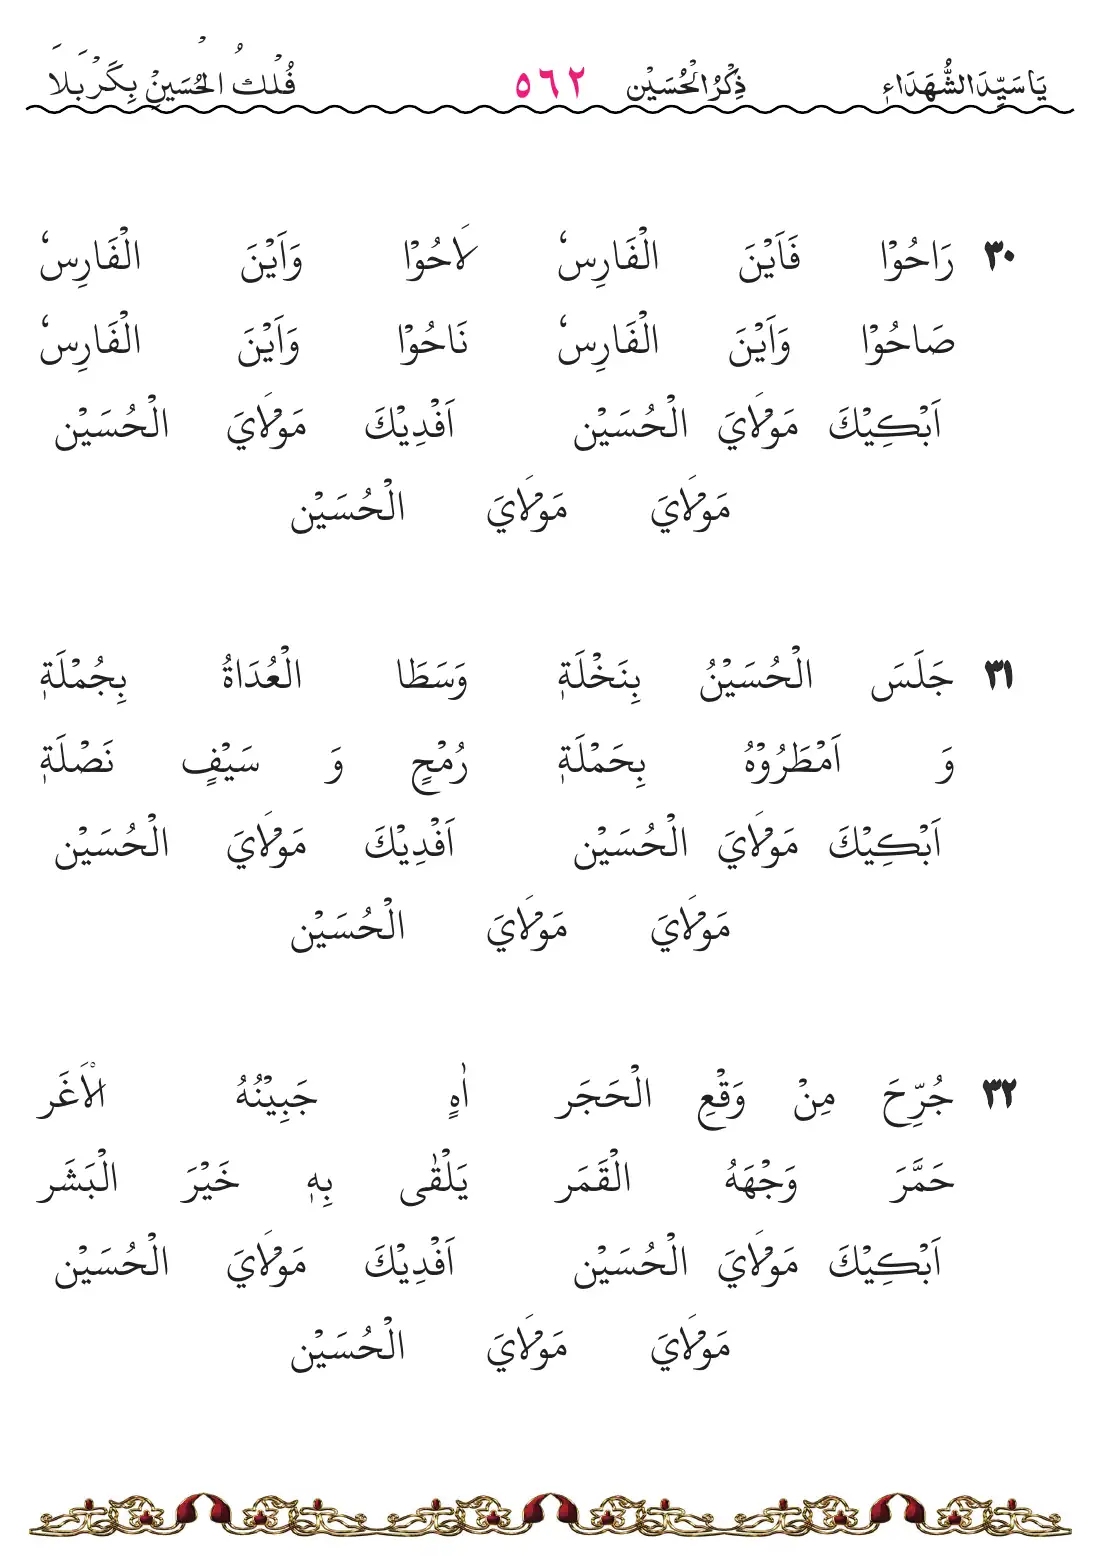 يَا سَيِّدَ الشُّهَدَاءِ ذِكْرُ الْحُسَيْن ٥٦٢ فُلْكُ الْحُسَيْنِ بِكَرْبَلَا
٣٠ رَاحُوْا فَاَيْنَ الْفَارِسُ لَاحُوْا وَاَيْنَ الْفَارِسُ
صَاحُوْا وَاَيْنَ الْفَارِسُ نَاحُوْا وَاَيْنَ الْفَارِسُ
اَبْكِيْكَ مَوْلَايَ الْحُسَيْن اَفْدِيْكَ مَوْلَايَ الْحُسَيْن
مَوْلَايَ مَوْلَايَ الْحُسَيْن
٣١ جَلَسَ الْحُسَيْنُ بِنَخْلَةٖ وَسَطَا الْعُدَاةُ بِجُمْلَةٖ
وَ اَمْطَرُوْهُ بِحَمْلَةٖ رُمْحٍ وَ سَيْفٍ نَصْلَةٖ
اَبْكِيْكَ مَوْلَايَ الْحُسَيْن اَفْدِيْكَ مَوْلَايَ الْحُسَيْن
مَوْلَايَ مَوْلَايَ الْحُسَيْن
٣٢ جُرِّحَ مِنْ وَقْعِ الْحَجَر اٰهٍ جَبِيْنُهُ الْاَغَر
حَمَّرَ وَجْهَهُ الْقَمَر يَلْقٰى بِهٖ خَيْرَ الْبَشَر
اَبْكِيْكَ مَوْلَايَ الْحُسَيْن اَفْدِيْكَ مَوْلَايَ الْحُسَيْن
مَوْلَايَ مَوْلَايَ الْحُسَيْن